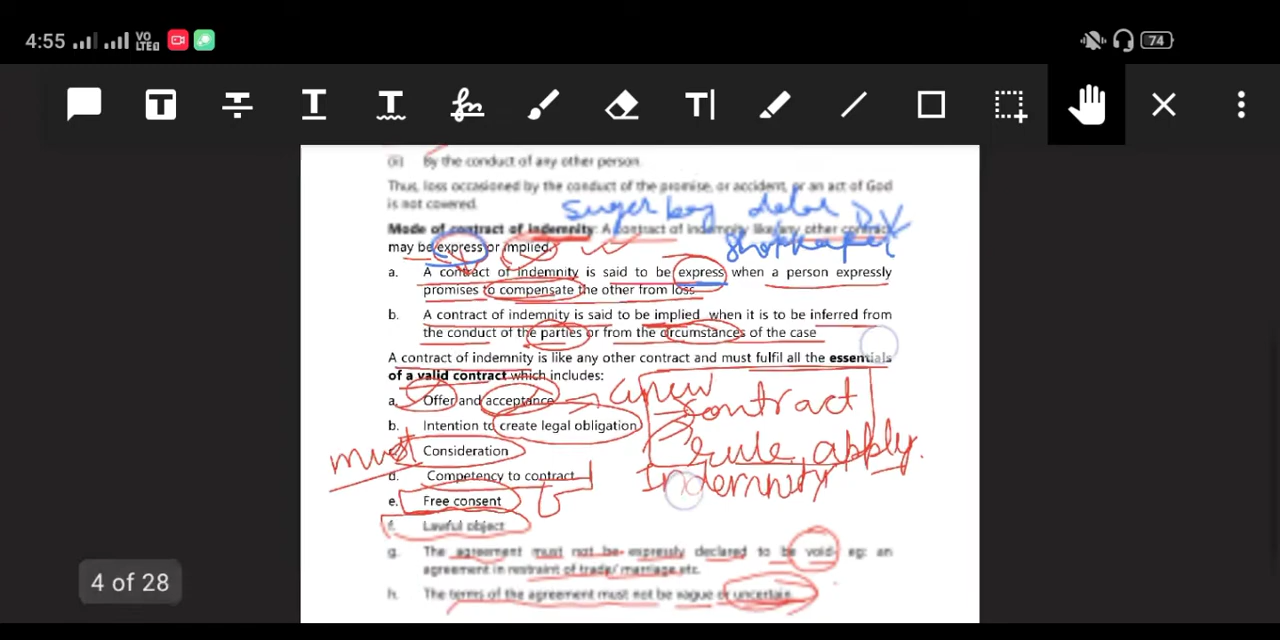 4:55 VO LTE 74
(ii) By the conduct of any other person.
Thus, loss occasioned by the conduct of the promise, or accident, or an act of God
is not covered.
suger bag
Mode of contract of Indemnity: A contract of indemnity like any other contract
shopkaper
may be express or implied.
a. A contract of indemnity is said to be express when a person expressly
promises to compensate the other from loss
b. A contract of indemnity is said to be implied when it is to be inferred from
the conduct of the parties or from the circumstances of the case
A contract of indemnity is like any other contract and must fulfil all the essentials
of a valid contract which includes:
a. Offer and acceptance
contract
b. Intention to create legal obligation
rule apply.
must Consideration
d. Competency to contract
Indemnity
e. Free consent
f. Lawful object
g. The agreement must not be expressly declared to be void- eg: an
agreement in restraint of trade/ marriage etc.
h. The terms of the agreement must not be vague or uncertain.
4 of 28